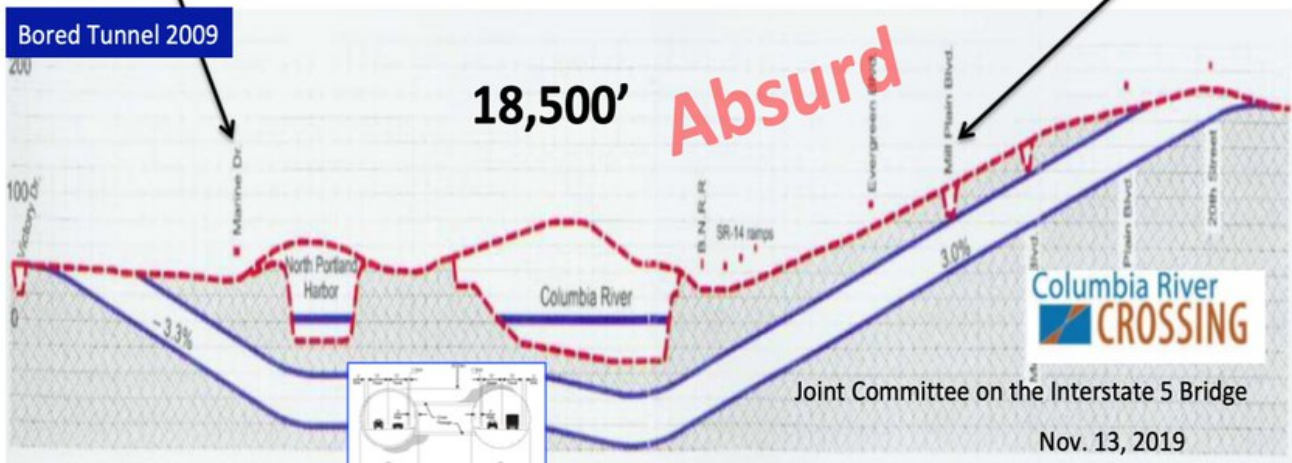 Bored Tunnel 2009
200
18,500’
Absurd
Evergreen Blvd.
Mill Plain Blvd.
100
Victory
Marine Dr.
B.N.R.R.
SR-14 ramps
North Portland
Harbor
Columbia River
3.0%
Blvd
Plain Blvd
20th Street
0
- 3.3%
Columbia River
CROSSING
Joint Committee on the Interstate 5 Bridge
Nov. 13, 2019